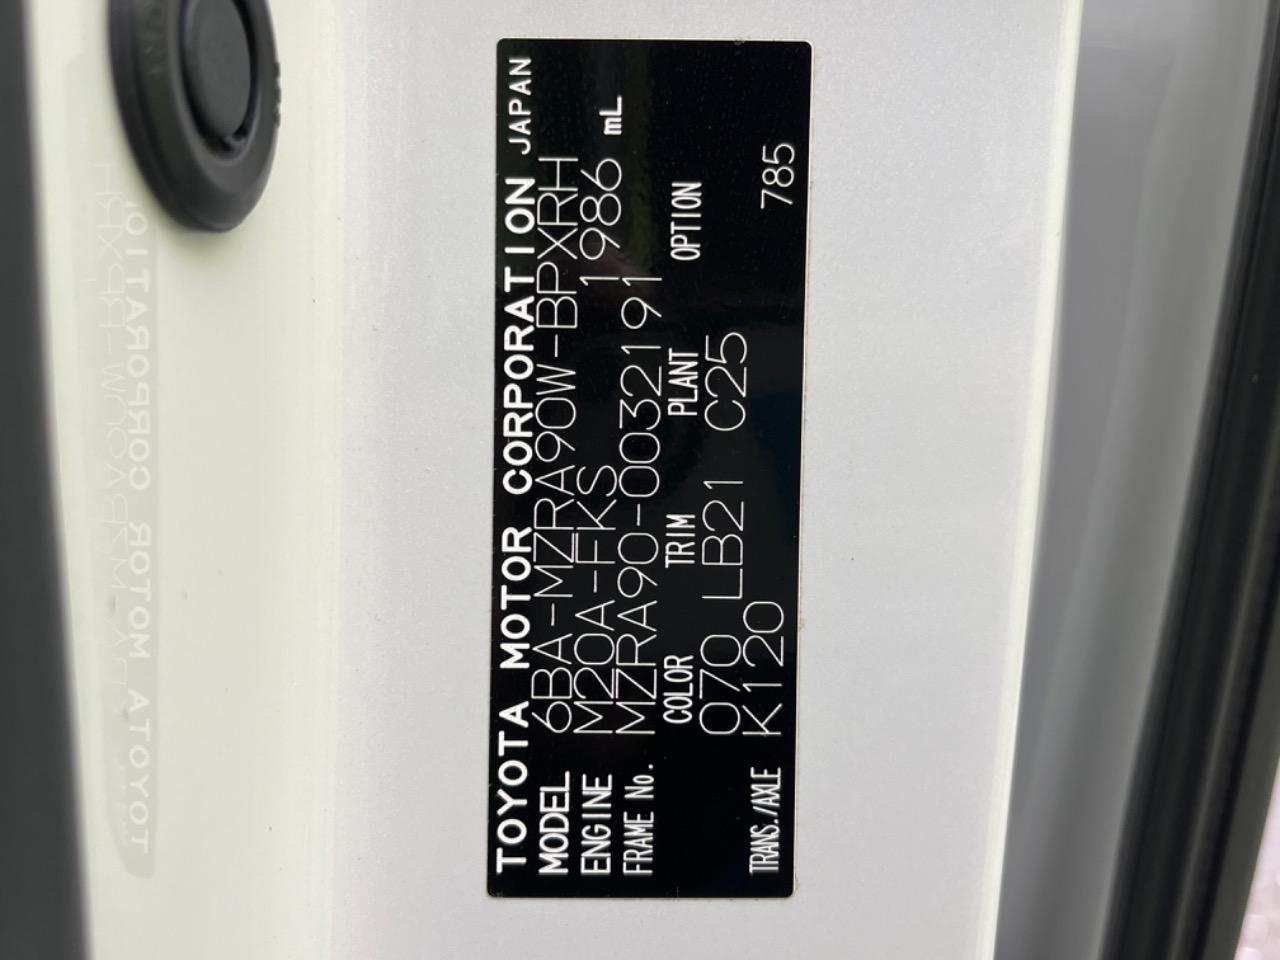 TOYOTA MOTOR CORPORATION JAPAN
MODEL 6BA-MZRA90W-BPXRH
ENGINE M20A-FKS 1986 mL
FRAME No. MZRA90-0032191
COLOR TRIM PLANT OPTION
070 LB21 C25
TRANS./AXLE K120 785